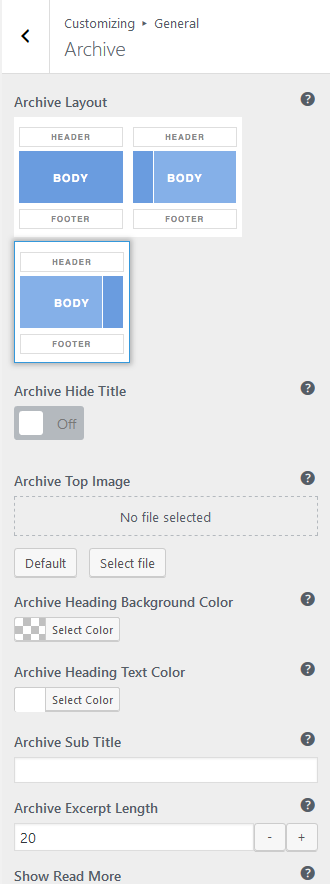 Customizing ▸ General
Archive
Archive Layout
HEADER HEADER
BODY BODY
FOOTER FOOTER
HEADER
BODY
FOOTER
Archive Hide Title
Off
Archive Top Image
No file selected
Default Select file
Archive Heading Background Color
Select Color
Archive Heading Text Color
Select Color
Archive Sub Title
Archive Excerpt Length
20 - +
Show Read More